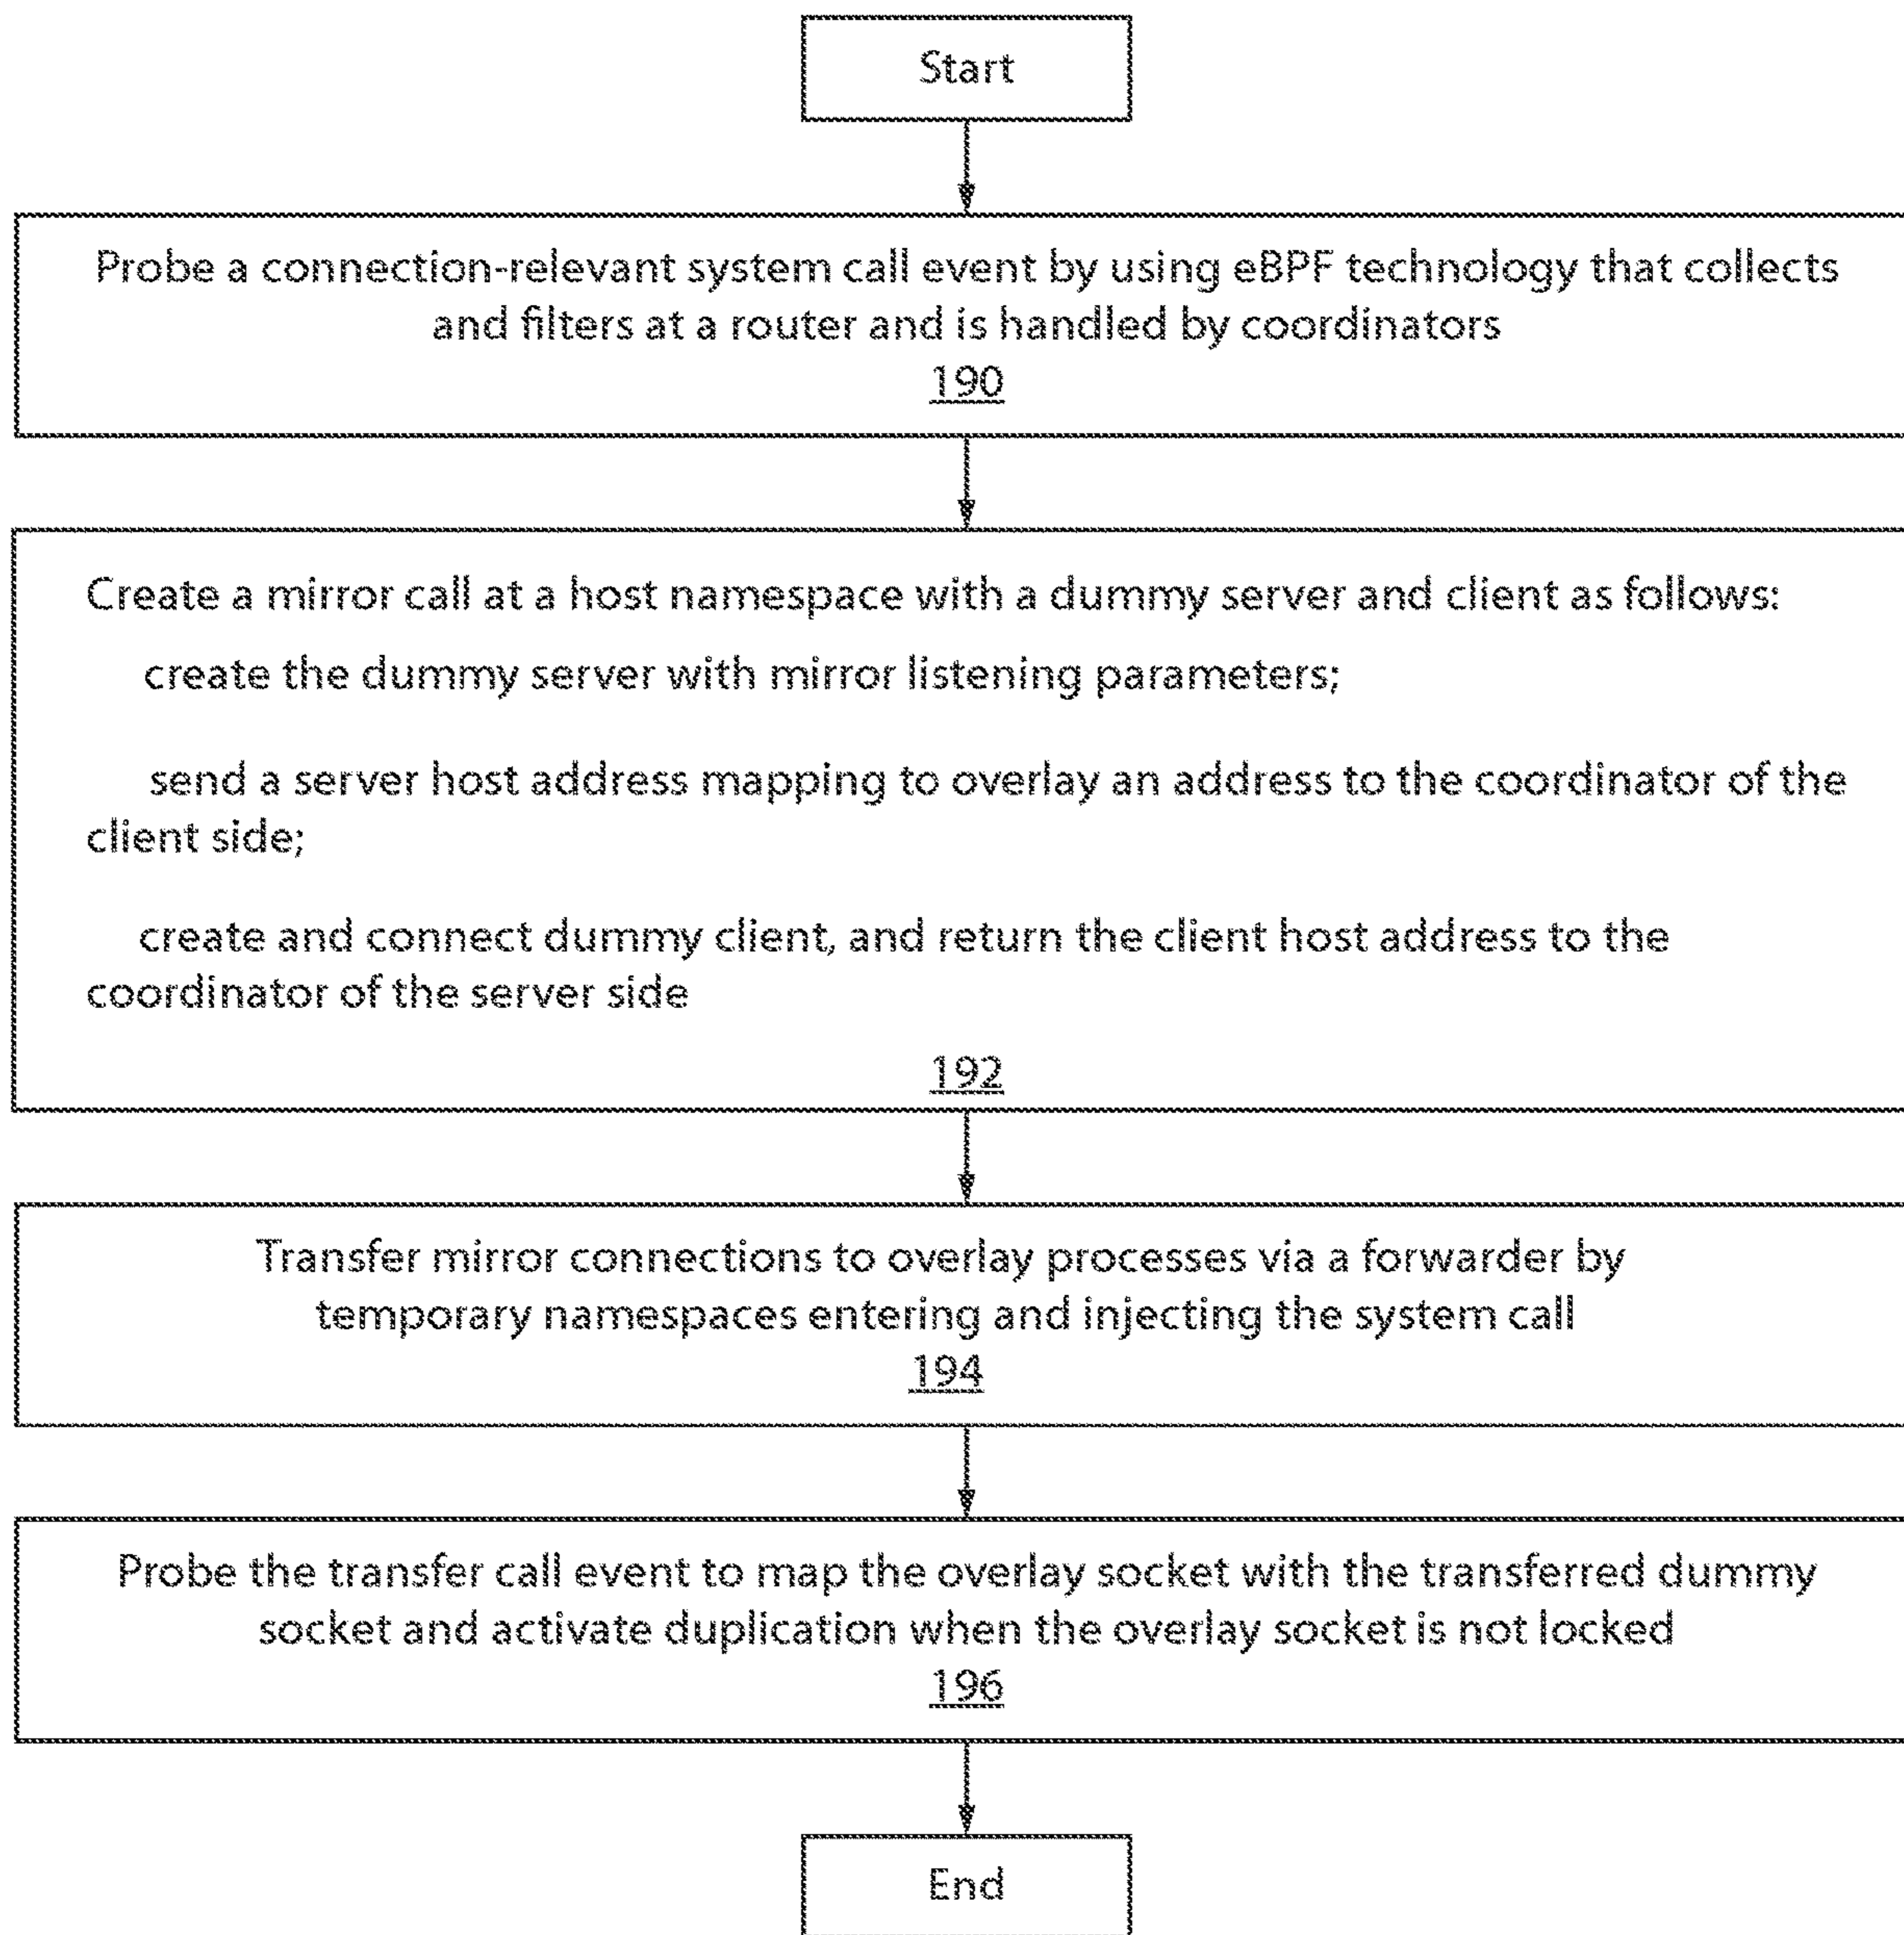 Start
Probe a connection-relevant system call event by using eBPF technology that collects
and filters at a router and is handled by coordinators
190
Create a mirror call at a host namespace with a dummy server and client as follows:
create the dummy server with mirror listening parameters;
send a server host address mapping to overlay an address to the coordinator of the
client side;
create and connect dummy client, and return the client host address to the
coordinator of the server side
192
Transfer mirror connections to overlay processes via a forwarder by
temporary namespaces entering and injecting the system call
194
Probe the transfer call event to map the overlay socket with the transferred dummy
socket and activate duplication when the overlay socket is not locked
196
End